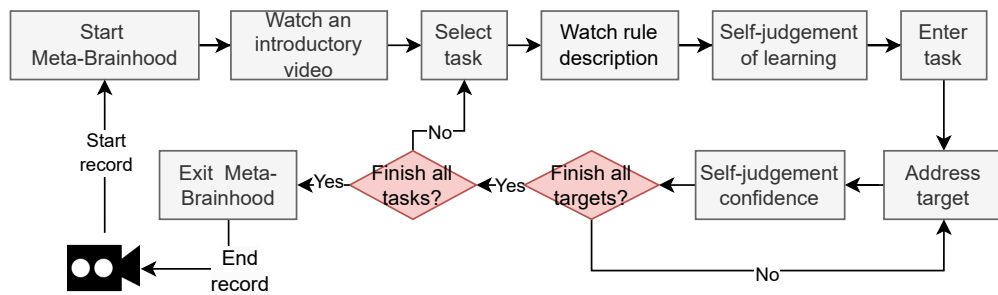 Start
Meta-Brainhood
Watch an
introductory
video
Select
task
Watch rule
description
Self-judgement
of learning
Enter
task
Start
record
No
Exit Meta-
Brainhood
Yes
Finish all
tasks?
Yes
Finish all
targets?
Self-judgement
confidence
Address
target
End
record
No